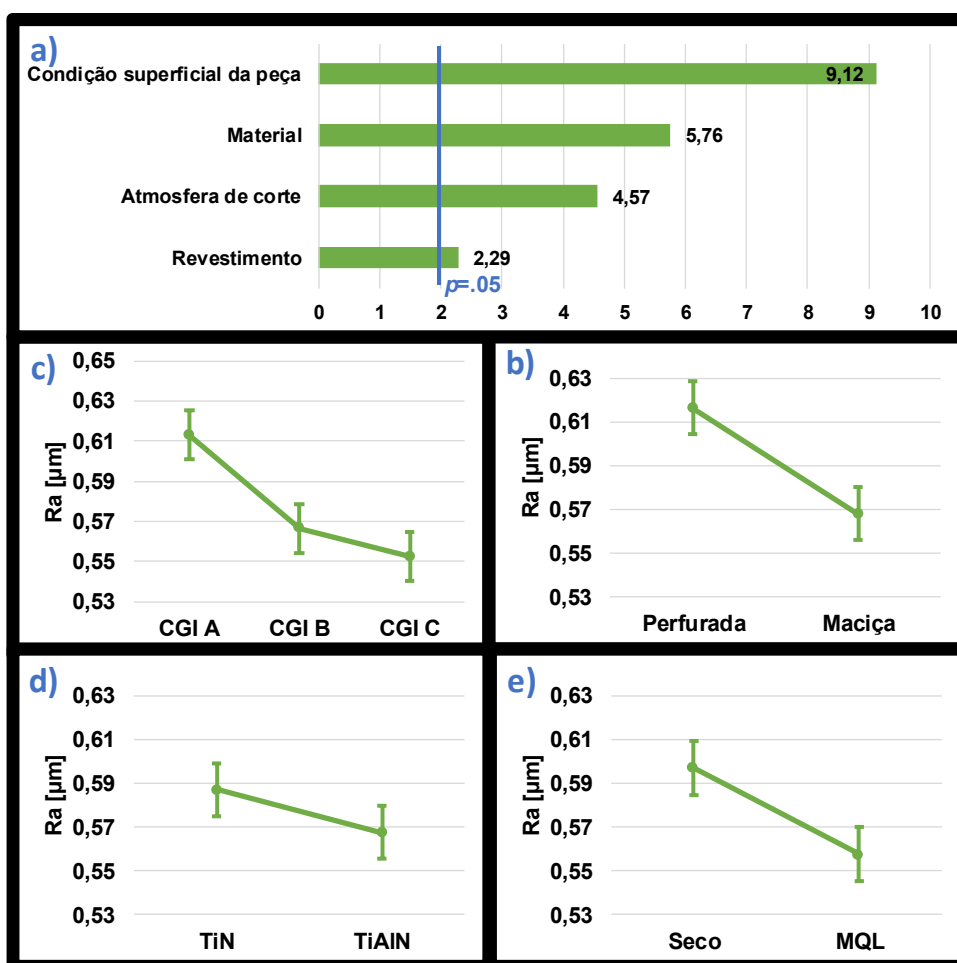 a)
Condição superficial da peça
9,12
Material
5,76
Atmosfera de corte
4,57
Revestimento
2,29
p=.05
0 1 2 3 4 5 6 7 8 9 10
c)
Ra [µm]
0,65
0,63
0,61
0,59
0,57
0,55
0,53
CGI A CGI B CGI C
b)
Ra [µm]
0,63
0,61
0,59
0,57
0,55
0,53
Perfurada Maciça
d)
Ra [µm]
0,63
0,61
0,59
0,57
0,55
0,53
TiN TiAlN
e)
Ra [µm]
0,63
0,61
0,59
0,57
0,55
0,53
Seco MQL